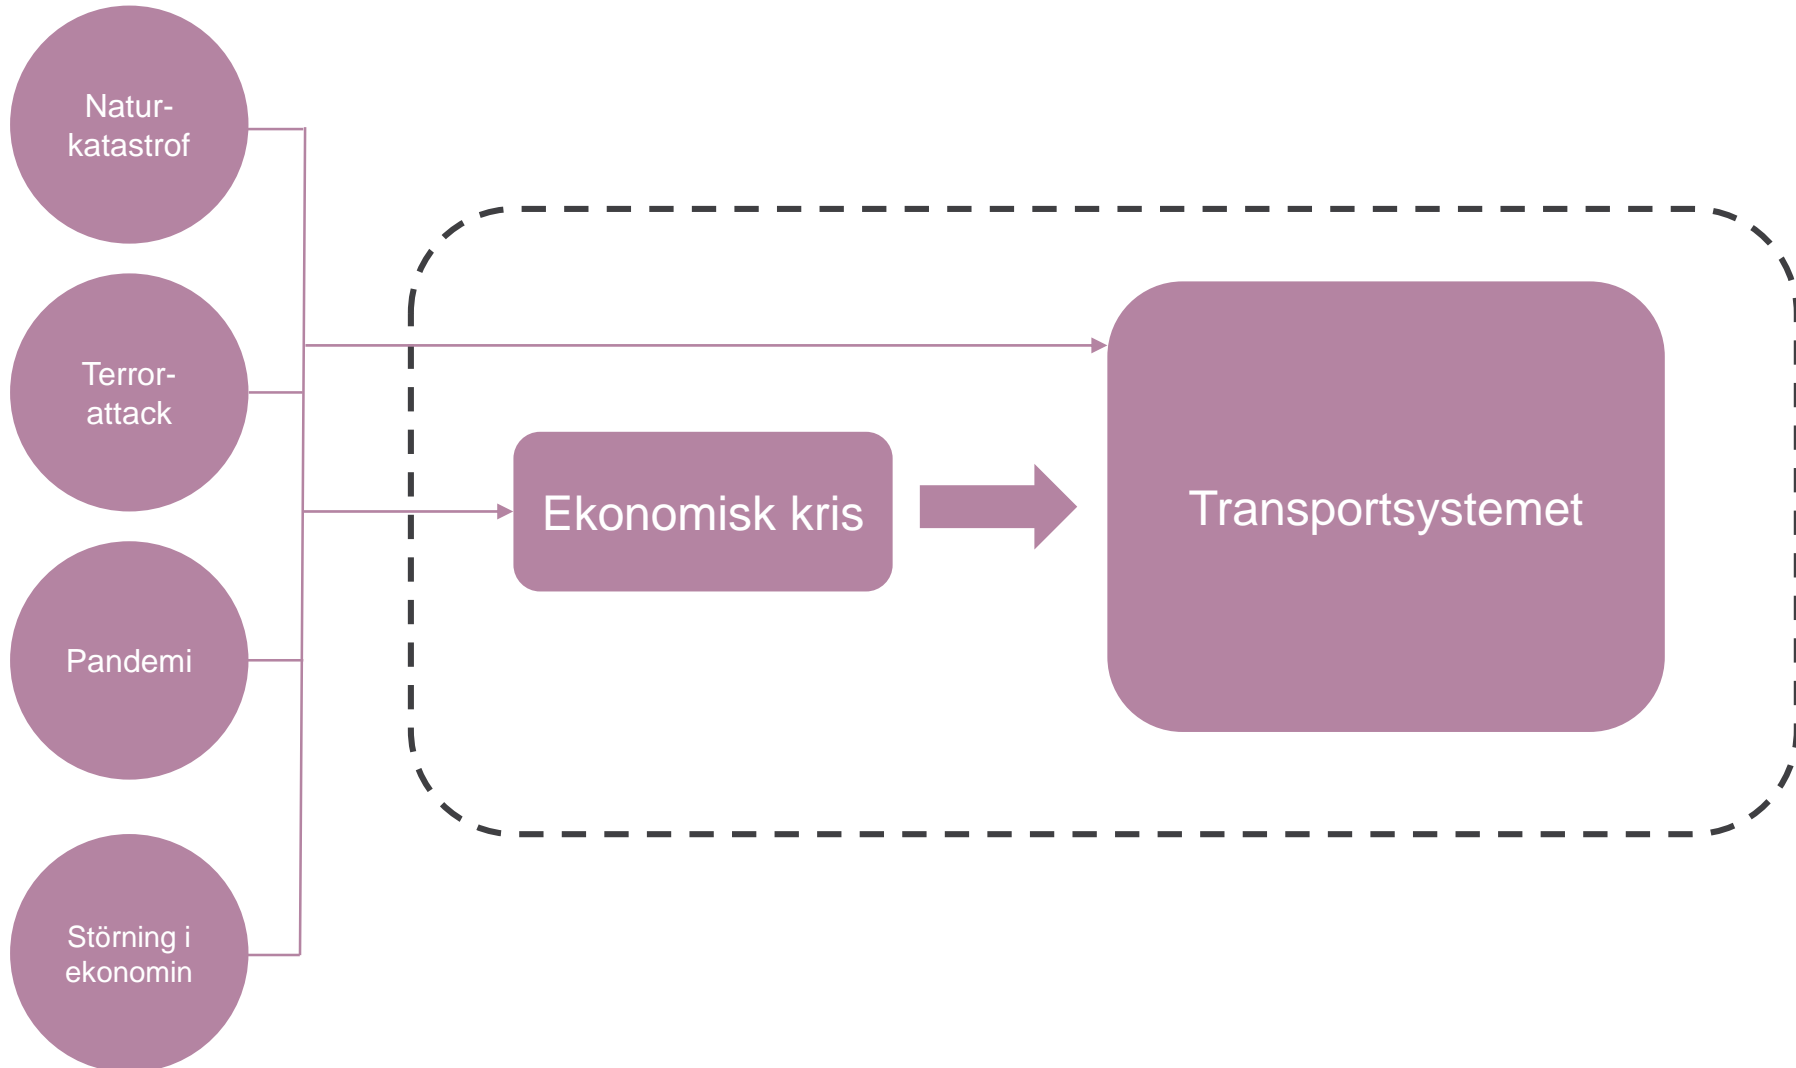 Natur-
katastrof
Terror-
attack
Pandemi
Störning i
ekonomin
Ekonomisk kris
Transportsystemet